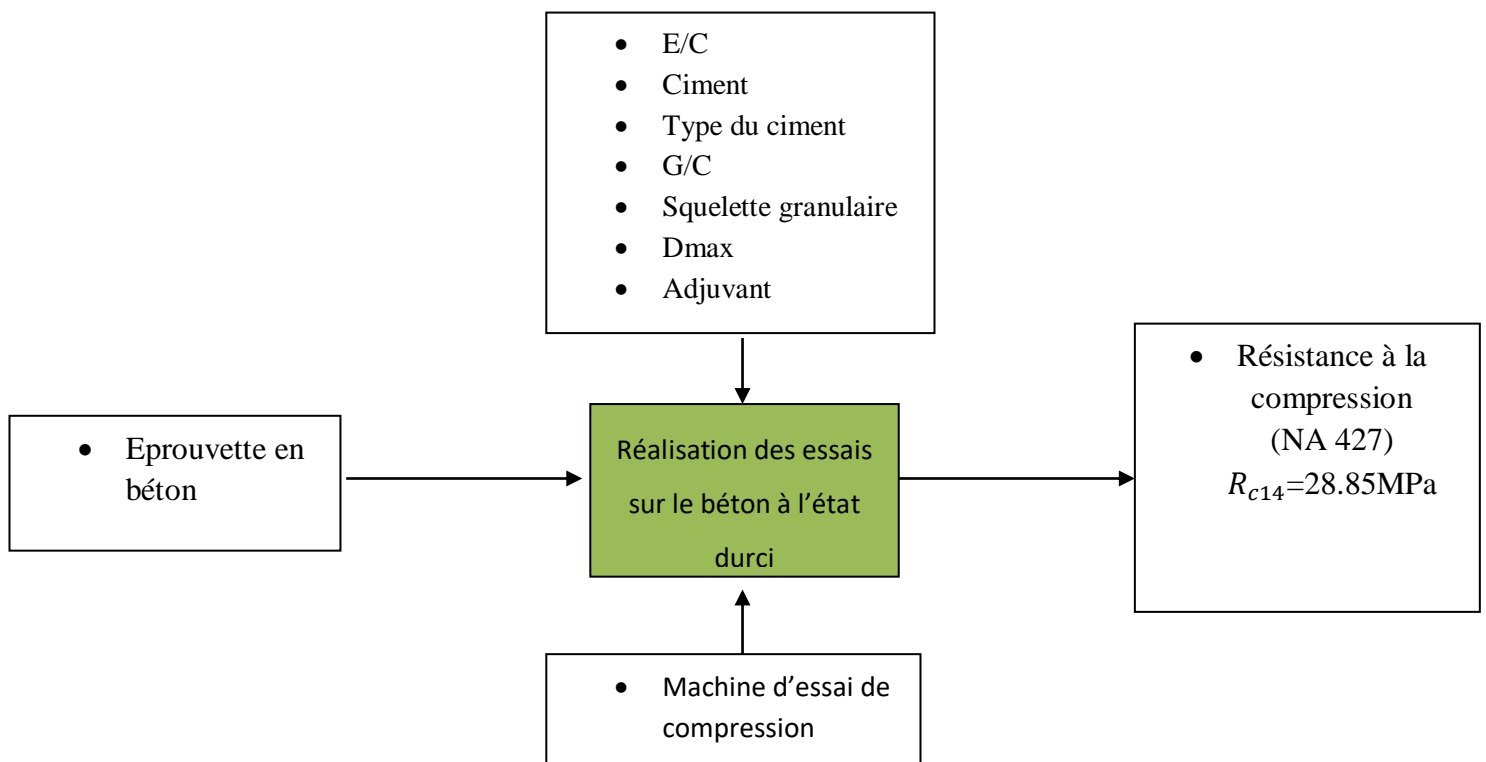 • E/C
• Ciment
• Type du ciment
• G/C
• Squelette granulaire
• Dmax
• Adjuvant
• Eprouvette en
béton
Réalisation des essais
sur le béton à l’état
durci
• Résistance à la
compression
(NA 427)
𝑅𝑐14=28.85MPa
• Machine d’essai de
compression